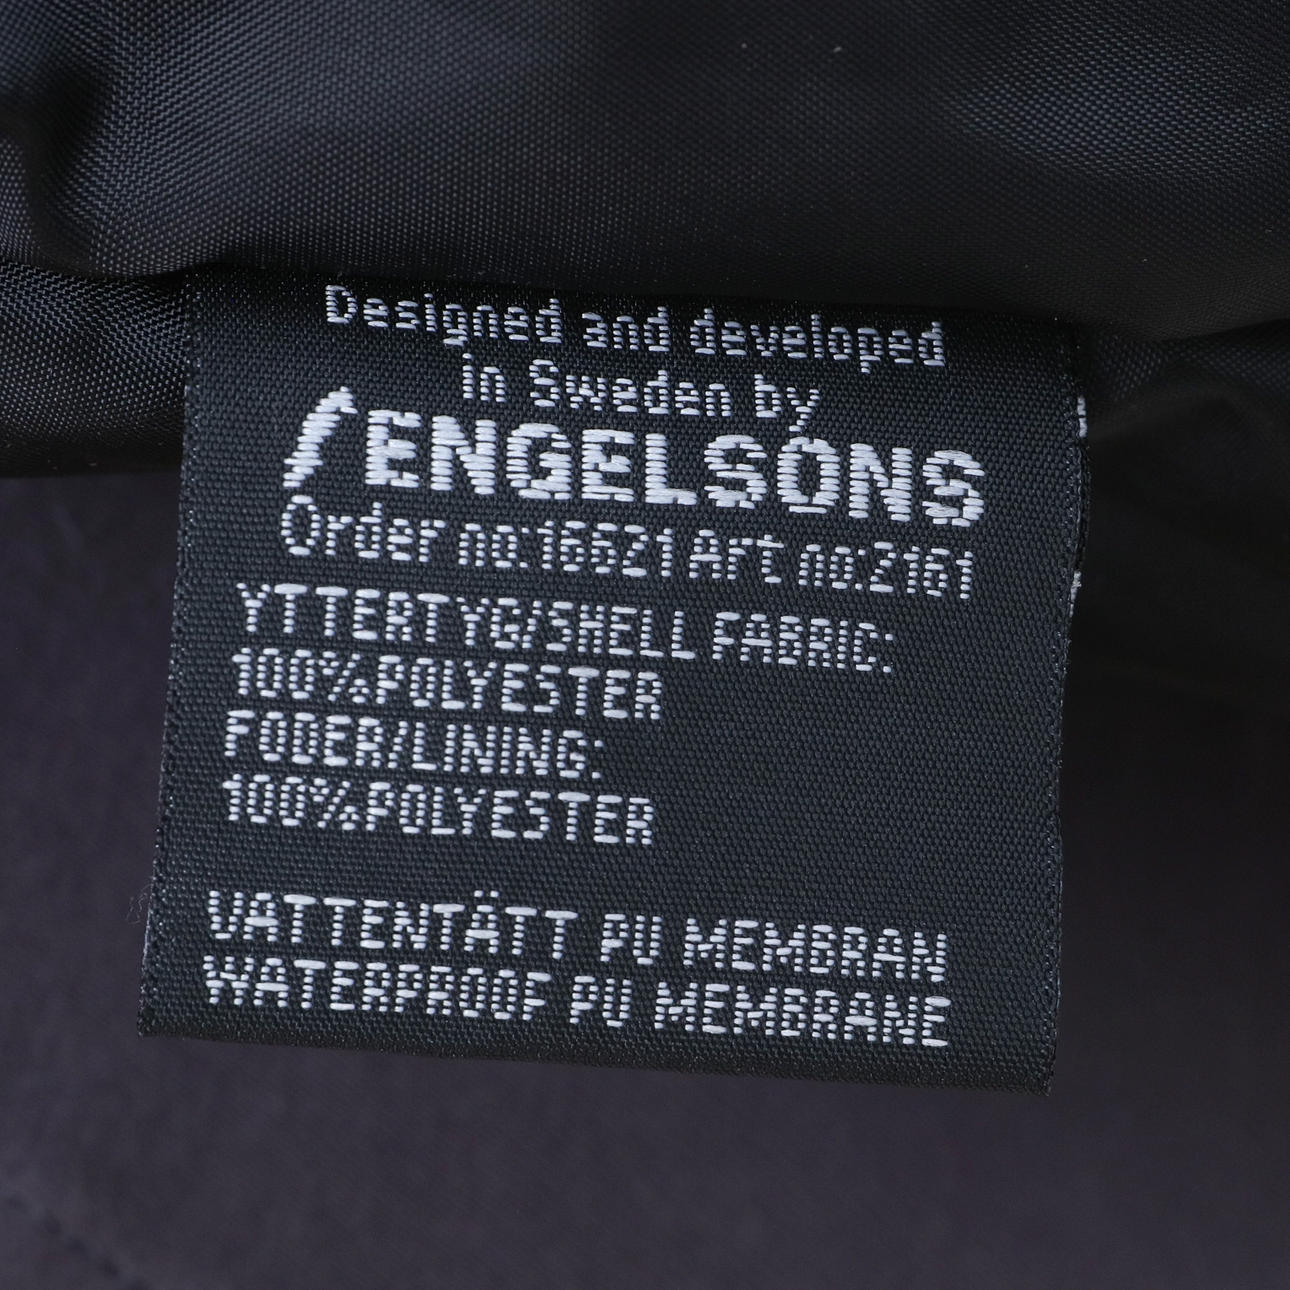 Designed and developed
in Sweden by
ENGELSONS
Order no:16621 Art no:2161
YTTERTYG/SHELL FABRIC:
100%POLYESTER
FODER/LINING:
100%POLYESTER
VATTENTÄTT PU MEMBRAN
WATERPROOF PU MEMBRANE